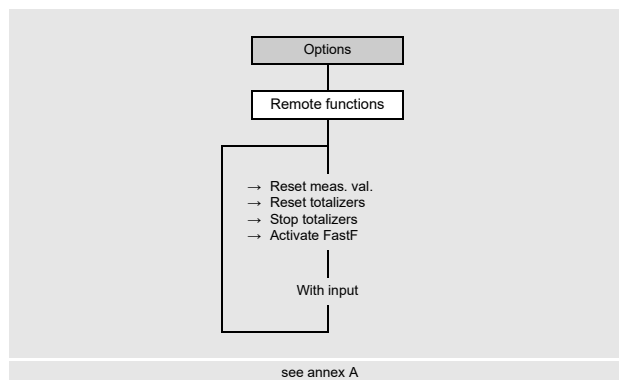 Options
Remote functions
→ Reset meas. val.
→ Reset totalizers
→ Stop totalizers
→ Activate FastF
With input
see annex A